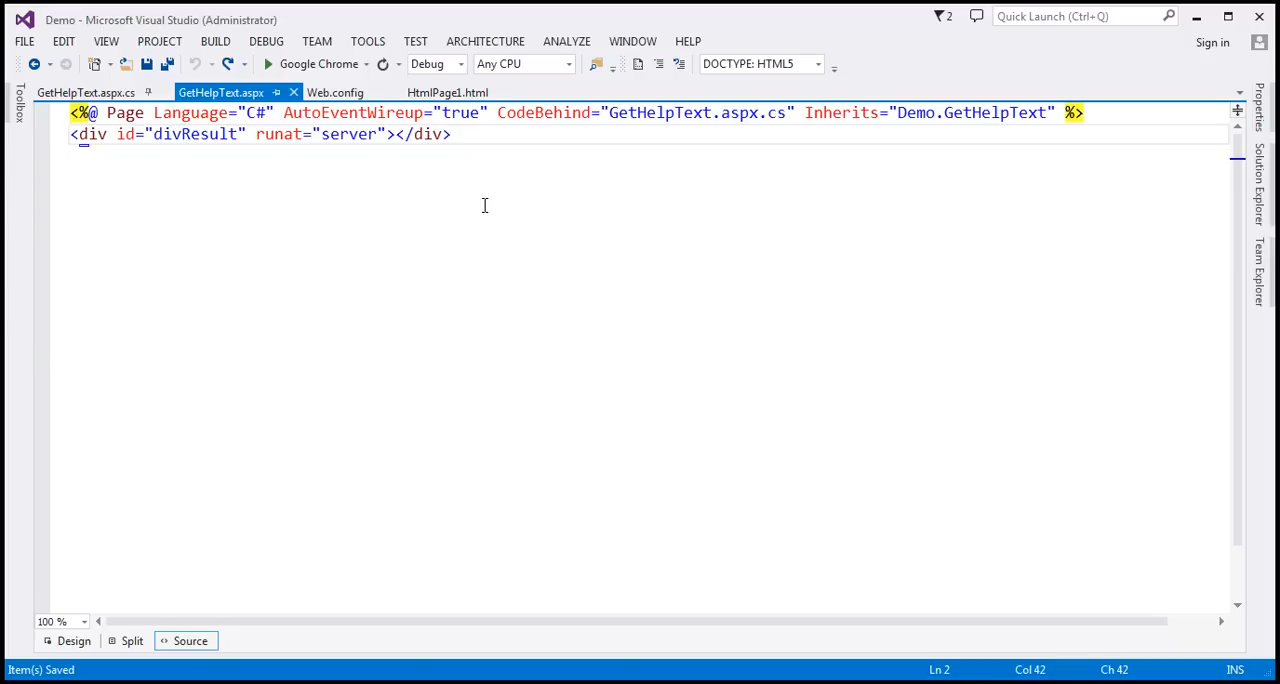 Demo - Microsoft Visual Studio (Administrator)
2
Quick Launch (Ctrl+Q)
FILE EDIT VIEW PROJECT BUILD DEBUG TEAM TOOLS TEST ARCHITECTURE ANALYZE WINDOW HELP
Sign in
Google Chrome Debug Any CPU DOCTYPE: HTML5
GetHelpText.aspx.cs GetHelpText.aspx Web.config HtmlPage1.html
<%@ Page Language="C#" AutoEventWireup="true" CodeBehind="GetHelpText.aspx.cs" Inherits="Demo.GetHelpText" %>
<div id="divResult" runat="server"></div>
Toolbox
Properties
Solution Explorer
Team Explorer
100 %
Design Split Source
Item(s) Saved Ln 2 Col 42 Ch 42 INS